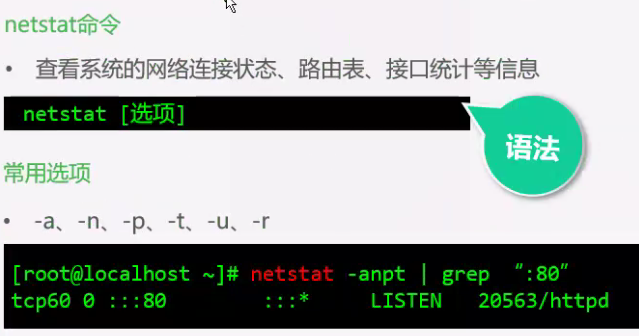 netstat命令
• 查看系统的网络连接状态、路由表、接口统计等信息
netstat [选项]
语法
常用选项
• -a、-n、-p、-t、-u、-r
[root@localhost ~]# netstat -anpt | grep “:80”
tcp60 0 :::80 :::* LISTEN 20563/httpd